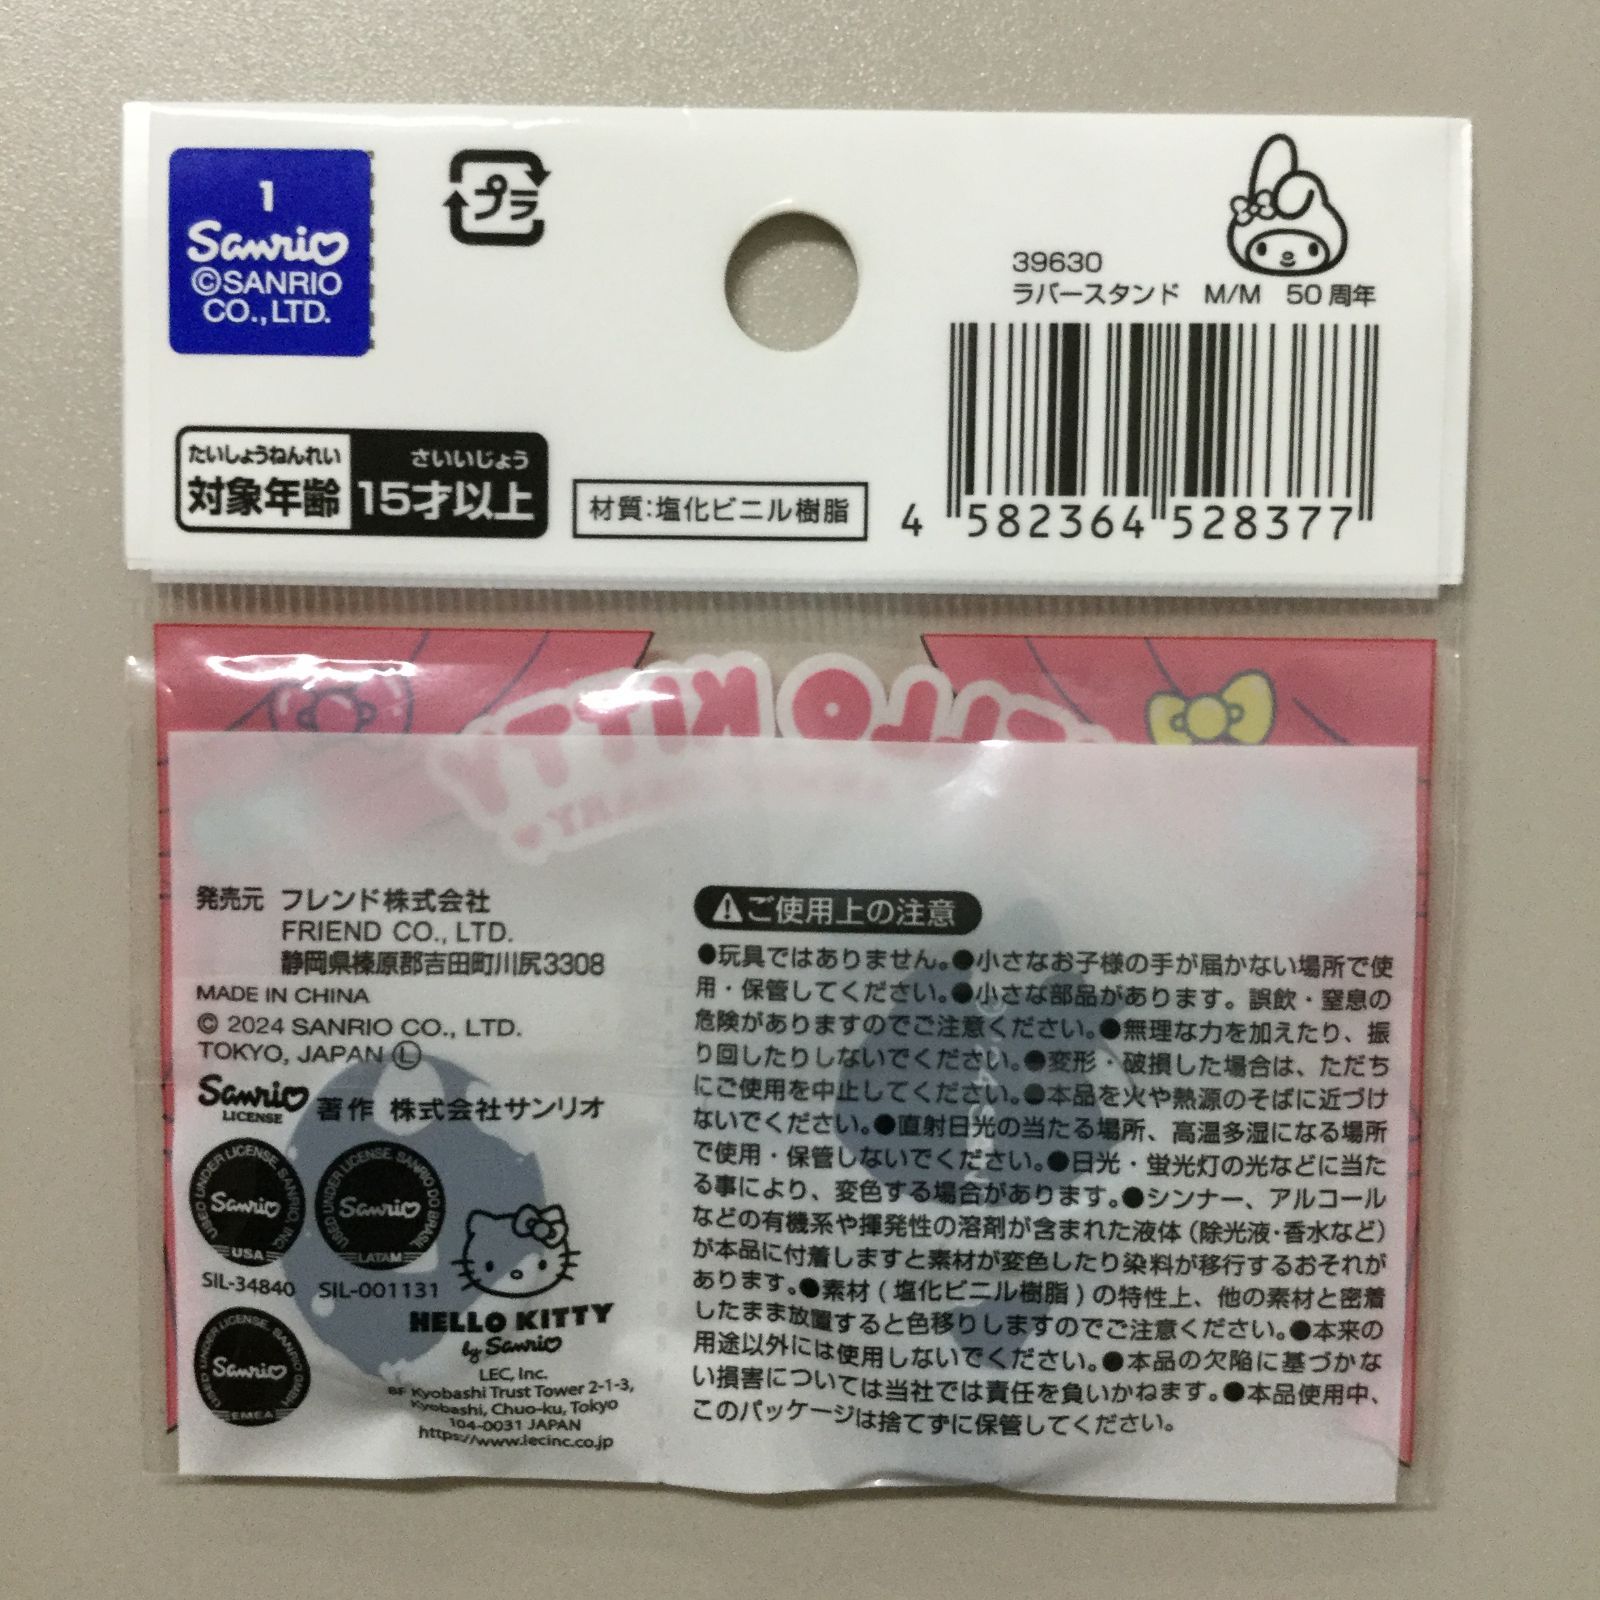 1
Sanrio
©SANRIO
CO.,LTD.
プラ
39630
ラバースタンド M/M 50周年
4 582364 528377
たいしょうねんれい さいいじょう
対象年齢 15才以上
材質:塩化ビニル樹脂
HELLO KITTY
発売元 フレンド株式会社
FRIEND CO., LTD.
静岡県榛原郡吉田町川尻3308
MADE IN CHINA
© 2024 SANRIO CO., LTD.
TOKYO, JAPAN Ⓛ
Sanrio
LICENSE
著作 株式会社サンリオ
USED UNDER LICENSE, SANRIO, INC.
Sanrio
USA
SIL-34840
USED UNDER LICENSE, SANRIO DO BRASIL
Sanrio
LATAM
SIL-001131
USED UNDER LICENSE, SANRIO GMBH
Sanrio
EMEA
HELLO KITTY
by Sanrio
LEC, Inc.
8F Kyobashi Trust Tower 2-1-3,
Kyobashi, Chuo-ku, Tokyo
104-0031 JAPAN
https://www.lecinc.co.jp
ご使用上の注意
●玩具ではありません。●小さなお子様の手が届かない場所で使
用・保管してください。●小さな部品があります。誤飲・窒息の
危険がありますのでご注意ください。●無理な力を加えたり、振
り回したりしないでください。●変形・破損した場合は、ただち
にご使用を中止してください。●本品を火や熱源のそばに近づけ
ないでください。●直射日光の当たる場所、高温多湿になる場所
で使用・保管しないでください。●日光・蛍光灯の光などに当た
る事により、変色する場合があります。●シンナー、アルコール
などの有機系や揮発性の溶剤が含まれた液体(除光液・香水など)
が本品に付着しますと素材が変色したり染料が移行するおそれが
あります。●素材(塩化ビニル樹脂)の特性上、他の素材と密着
したまま放置すると色移りしますのでご注意ください。●本来の
用途以外には使用しないでください。●本品の欠陥に基づかな
い損害については当社では責任を負いかねます。●本品使用中、
このパッケージは捨てずに保管してください。